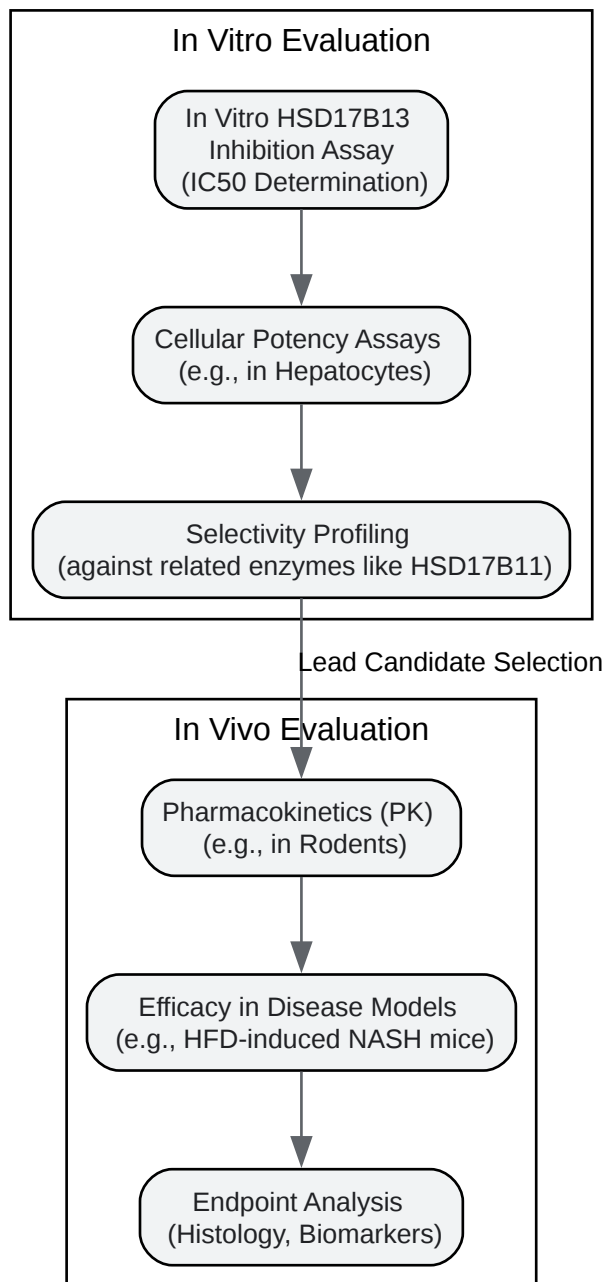 In Vitro Evaluation
In Vitro HSD17B13
Inhibition Assay
(IC50 Determination)
Cellular Potency Assays
(e.g., in Hepatocytes)
Selectivity Profiling
(against related enzymes like HSD17B11)
Lead Candidate Selection
In Vivo Evaluation
Pharmacokinetics (PK)
(e.g., in Rodents)
Efficacy in Disease Models
(e.g., HFD-induced NASH mice)
Endpoint Analysis
(Histology, Biomarkers)